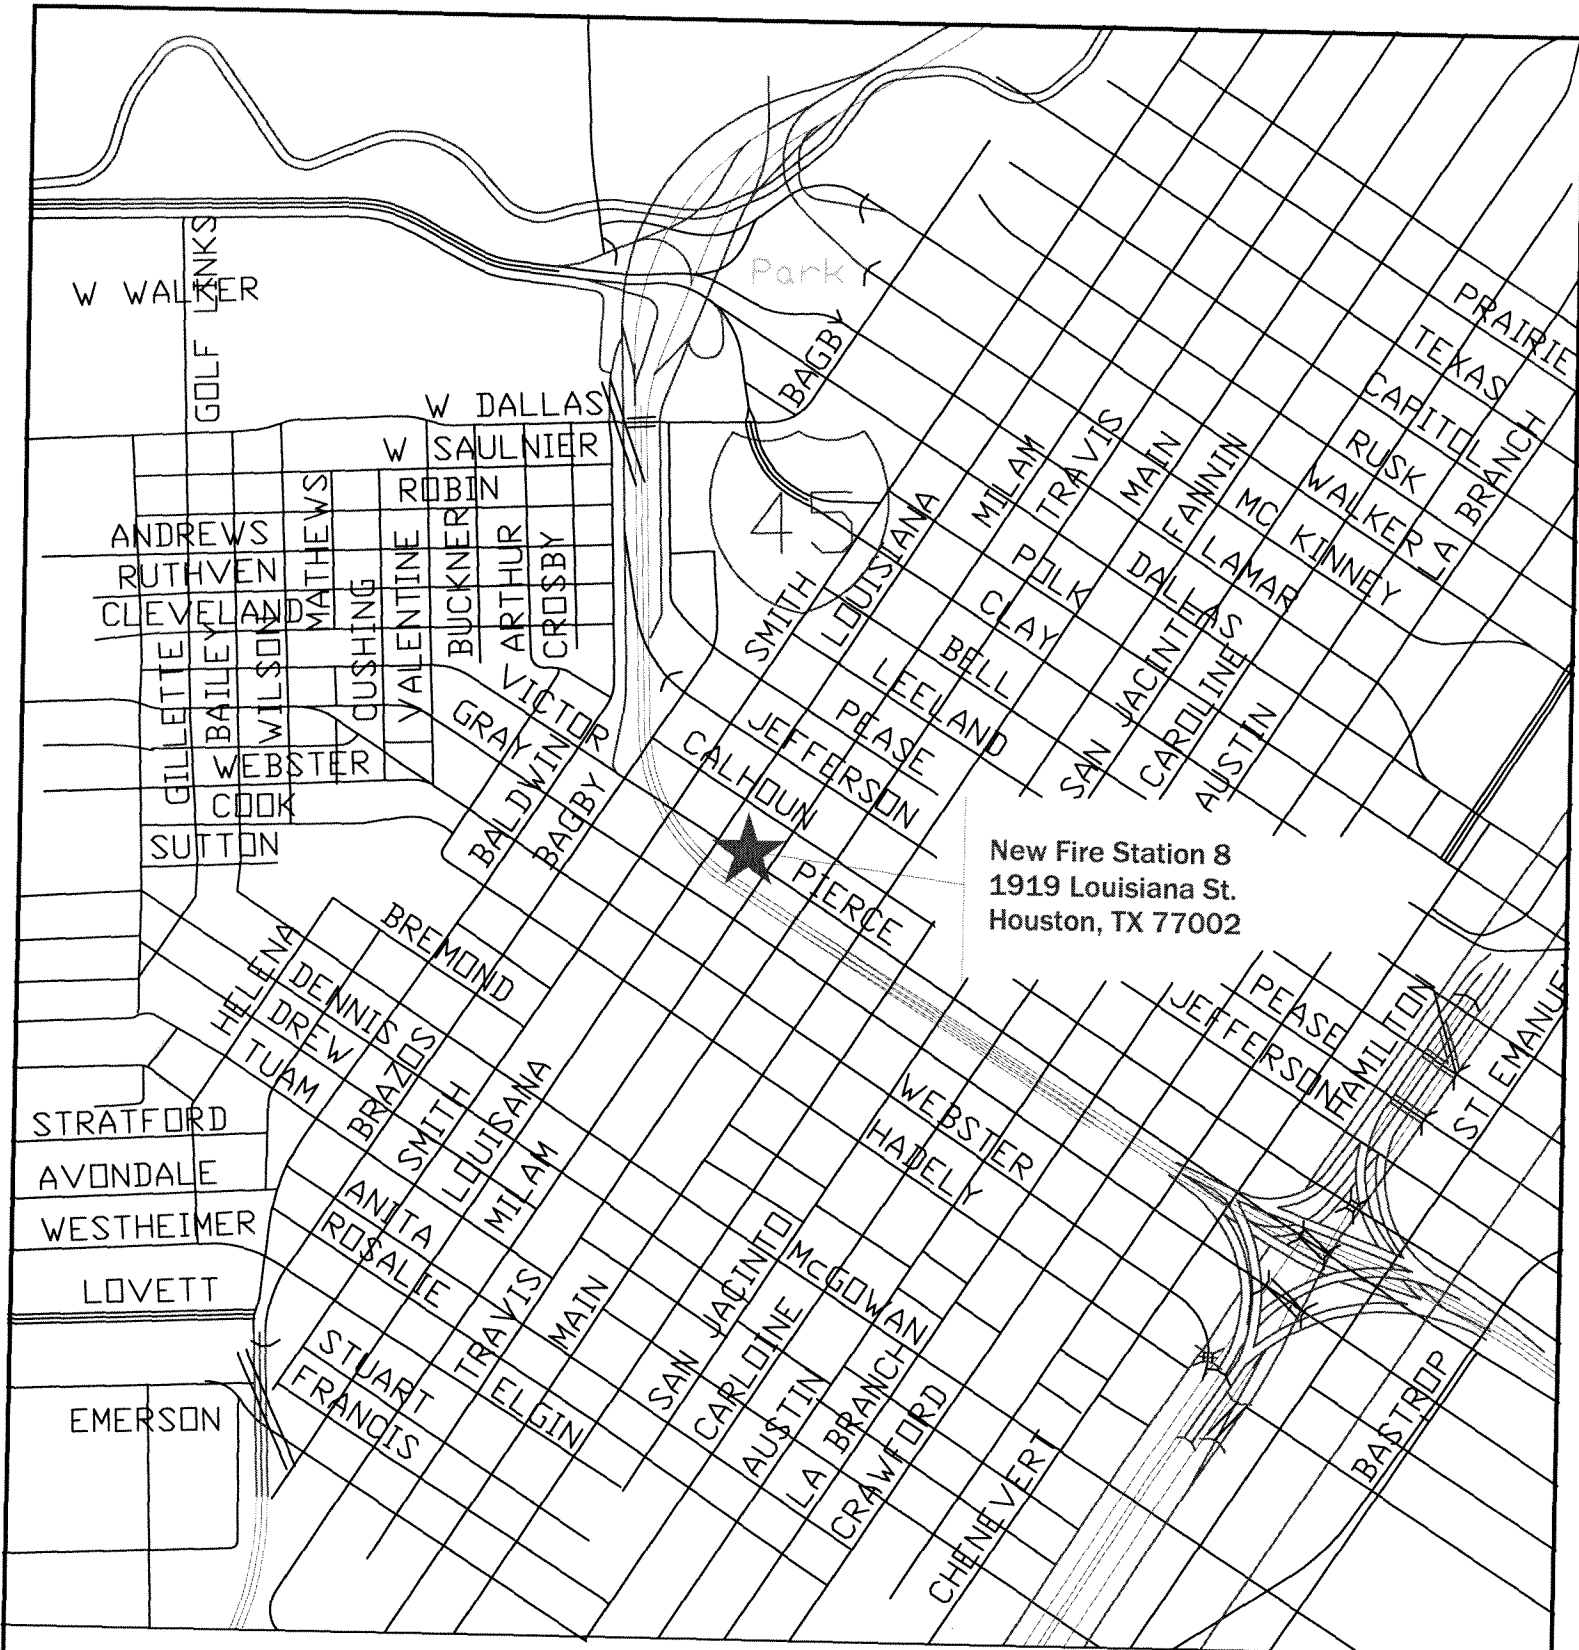 GOLF LINKS
W WALKER
Park
PRAIRIE
TEXAS
CAPITOL
RUSK
WALKER
LA BRANCH
BAGBY
W DALLAS
W SAULNIER
ROBIN
MATHEWS
ANDREWS
RUTHVEN
CLEVELAND
CUSHING
VALENTINE
BUCKNER
ARTHUR
CROSBY
GILLETTE
BAILEY
WILSON
WEBSTER
COOK
SUTTON
45
MILAM
TRAVIS
MAIN
FANNIN
MC KINNEY
LAMAR
DALLAS
POLK
CLAY
BELL
LEELAND
PEASE
JEFFERSON
CALHOUN
SMITH
LOUISIANA
SAN JACINTO
CAROLINE
AUSTIN
VICTOR
GRAY
BALDWIN
BAGBY
PIERCE
New Fire Station 8
1919 Louisiana St.
Houston, TX 77002
BREMOND
HELENA
DENNIS
DREW
TUAM
BRAZOS
SMITH
LOUISANA
MILAM
PEASE
JEFFERSON
HAMILTON
ST EMANUE
WEBSTER
HADELY
STRATFORD
AVONDALE
WESTHEIMER
LOVETT
EMERSON
ANITA
ROSALIE
STUART
FRANCIS
TRAVIS
MAIN
ELGIN
SAN JACINTO
McGOWAN
CARLOINE
AUSTIN
LA BRANCH
CRAWFORD
CHENEVERT
BASTROP